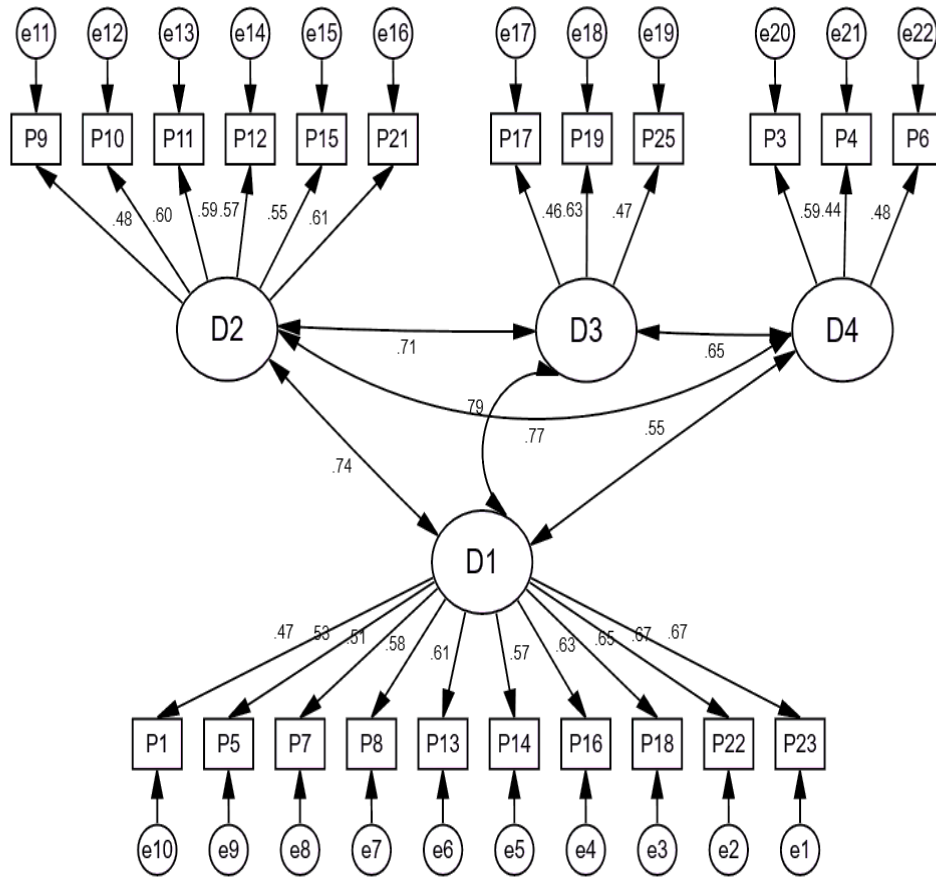 e11 e12 e13 e14 e15 e16 e17 e18 e19 e20 e21 e22
P9 P10 P11 P12 P15 P21 P17 P19 P25 P3 P4 P6
.48 .60 .59 .57 .55 .61 .46 .63 .47 .59 .44 .48
D2 D3 D4
.71 .65
.79
.77 .55
.74
D1
.47 .53 .51 .58 .61 .57 .63 .65 .67 .67
P1 P5 P7 P8 P13 P14 P16 P18 P22 P23
e10 e9 e8 e7 e6 e5 e4 e3 e2 e1